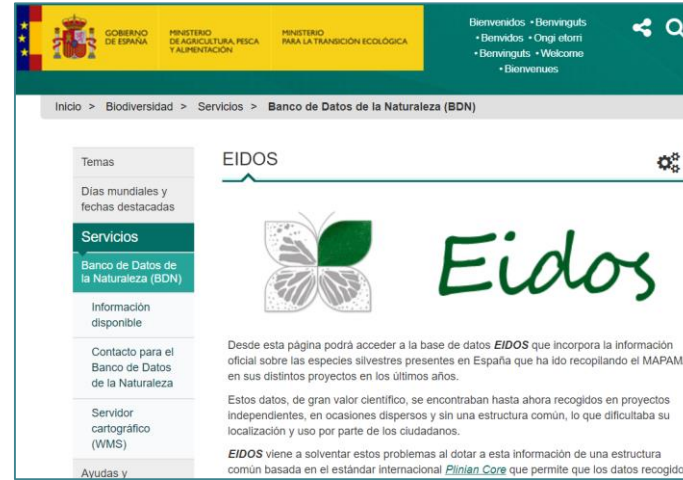 GOBIERNO
DE ESPAÑA
MINISTERIO
DE AGRICULTURA, PESCA
Y ALIMENTACIÓN
MINISTERIO
PARA LA TRANSICIÓN ECOLÓGICA
Bienvenidos • Benvinguts
• Benvidos • Ongi etorri
• Benvinguts • Welcome
• Bienvenues
Inicio > Biodiversidad > Servicios > Banco de Datos de la Naturaleza (BDN)
Temas
Días mundiales y
fechas destacadas
Servicios
Banco de Datos de
la Naturaleza (BDN)
Información
disponible
Contacto para el
Banco de Datos
de la Naturaleza
Servidor
cartográfico
(WMS)
Ayudas y
EIDOS
Eidos
Desde esta página podrá acceder a la base de datos EIDOS que incorpora la información
oficial sobre las especies silvestres presentes en España que ha ido recopilando el MAPAMA
en sus distintos proyectos en los últimos años.
Estos datos, de gran valor científico, se encontraban hasta ahora recogidos en proyectos
independientes, en ocasiones dispersos y sin una estructura común, lo que dificultaba su
localización y uso por parte de los ciudadanos.
EIDOS viene a solventar estos problemas al dotar a esta información de una estructura
común basada en el estándar internacional Plinian Core que permite que los datos recogido